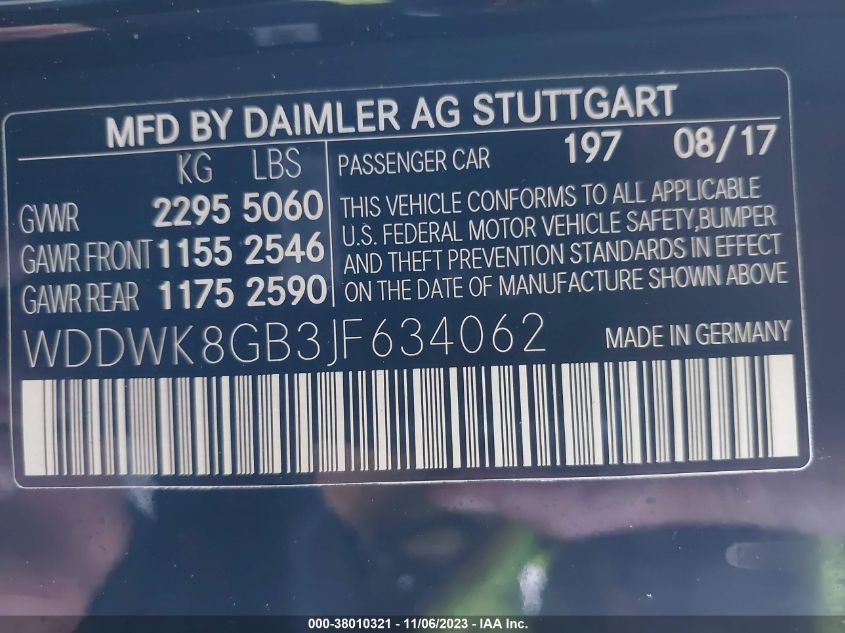 MFD BY DAIMLER AG STUTTGART
KG LBS
GVWR 2295 5060
GAWR FRONT 1155 2546
GAWR REAR 1175 2590
PASSENGER CAR 197 08/17
THIS VEHICLE CONFORMS TO ALL APPLICABLE
U.S. FEDERAL MOTOR VEHICLE SAFETY,BUMPER
AND THEFT PREVENTION STANDARDS IN EFFECT
ON THE DATE OF MANUFACTURE SHOWN ABOVE
WDDWK8GB3JF634062 MADE IN GERMANY
000-38010321 - 11/06/2023 - IAA Inc.